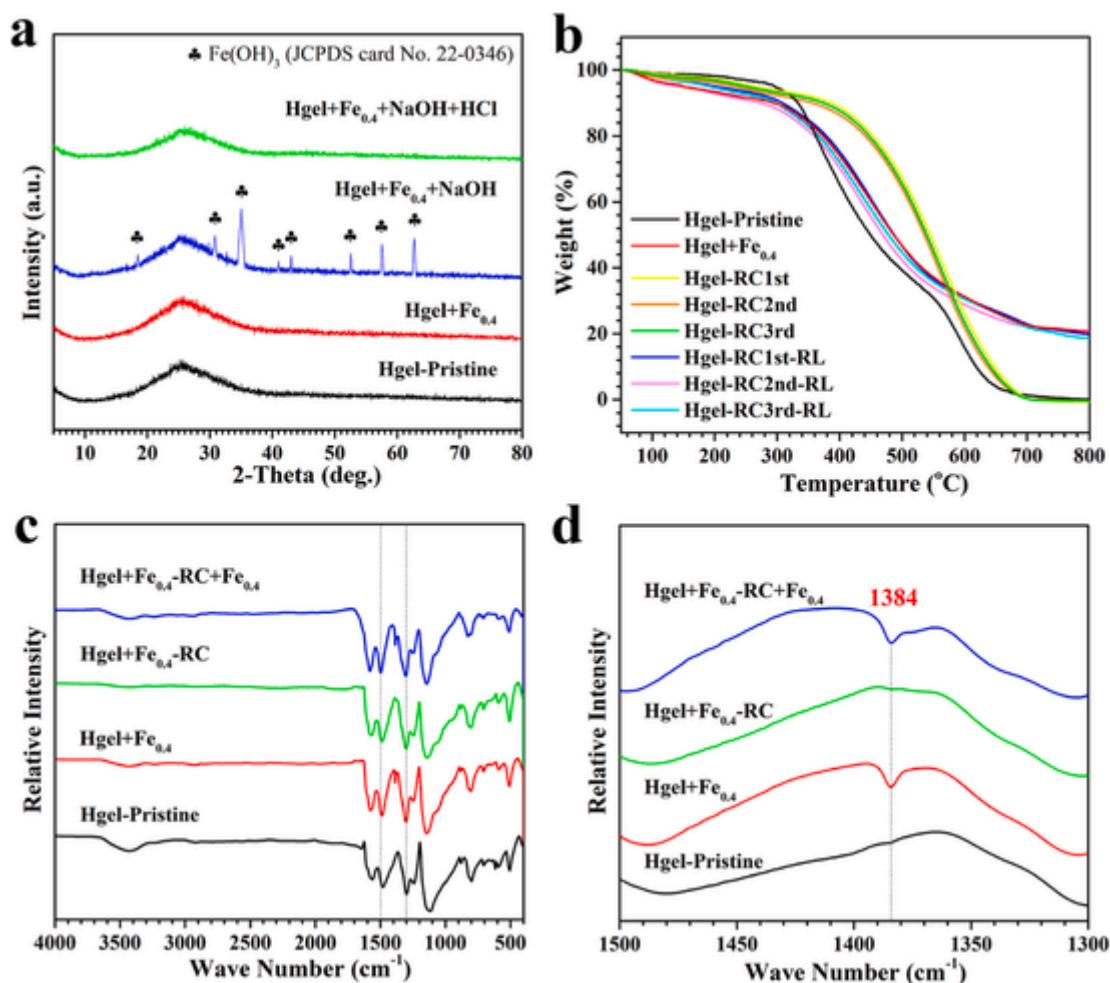 a
♣ Fe(OH)₃ (JCPDS card No. 22-0346)
Hgel+Fe₀.₄+NaOH+HCl
Hgel+Fe₀.₄+NaOH
♣ ♣ ♣ ♣ ♣ ♣ ♣ ♣
Hgel+Fe₀.₄
Hgel-Pristine
Intensity (a.u.)
10 20 30 40 50 60 70 80
2-Theta (deg.)
b
100
80
60
40
20
0
Weight (%)
Hgel-Pristine
Hgel+Fe₀.₄
Hgel-RC1st
Hgel-RC2nd
Hgel-RC3rd
Hgel-RC1st-RL
Hgel-RC2nd-RL
Hgel-RC3rd-RL
100 200 300 400 500 600 700 800
Temperature (°C)
c
Hgel+Fe₀.₄-RC+Fe₀.₄
Hgel+Fe₀.₄-RC
Hgel+Fe₀.₄
Hgel-Pristine
Relative Intensity
4000 3500 3000 2500 2000 1500 1000 500
Wave Number (cm⁻¹)
d
1384
Hgel+Fe₀.₄-RC+Fe₀.₄
Hgel+Fe₀.₄-RC
Hgel+Fe₀.₄
Hgel-Pristine
Relative Intensity
1500 1450 1400 1350 1300
Wave Number (cm⁻¹)